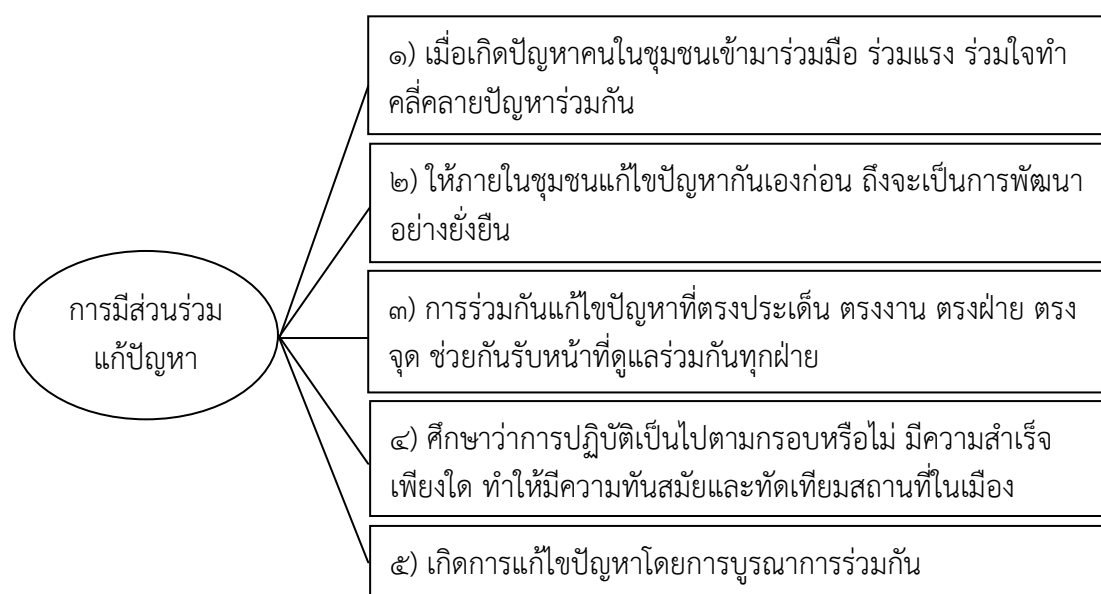 ๑) เมื่อเกิดปัญหาคนในชุมชนเข้ามาร่วมมือ ร่วมแรง ร่วมใจทำ
คลี่คลายปัญหาร่วมกัน
๒) ให้ภายในชุมชนแก้ไขปัญหากันเองก่อน ถึงจะเป็นการพัฒนา
อย่างยั่งยืน
การมีส่วนร่วม
แก้ปัญหา
๓) การร่วมกันแก้ไขปัญหาที่ตรงประเด็น ตรงงาน ตรงฝ่าย ตรง
จุด ช่วยกันรับหน้าที่ดูแลร่วมกันทุกฝ่าย
๔) ศึกษาว่าการปฏิบัติเป็นไปตามกรอบหรือไม่ มีความสำเร็จ
เพียงใด ทำให้มีความทันสมัยและทัดเทียมสถานที่ในเมือง
๕) เกิดการแก้ไขปัญหาโดยการบูรณาการร่วมกัน